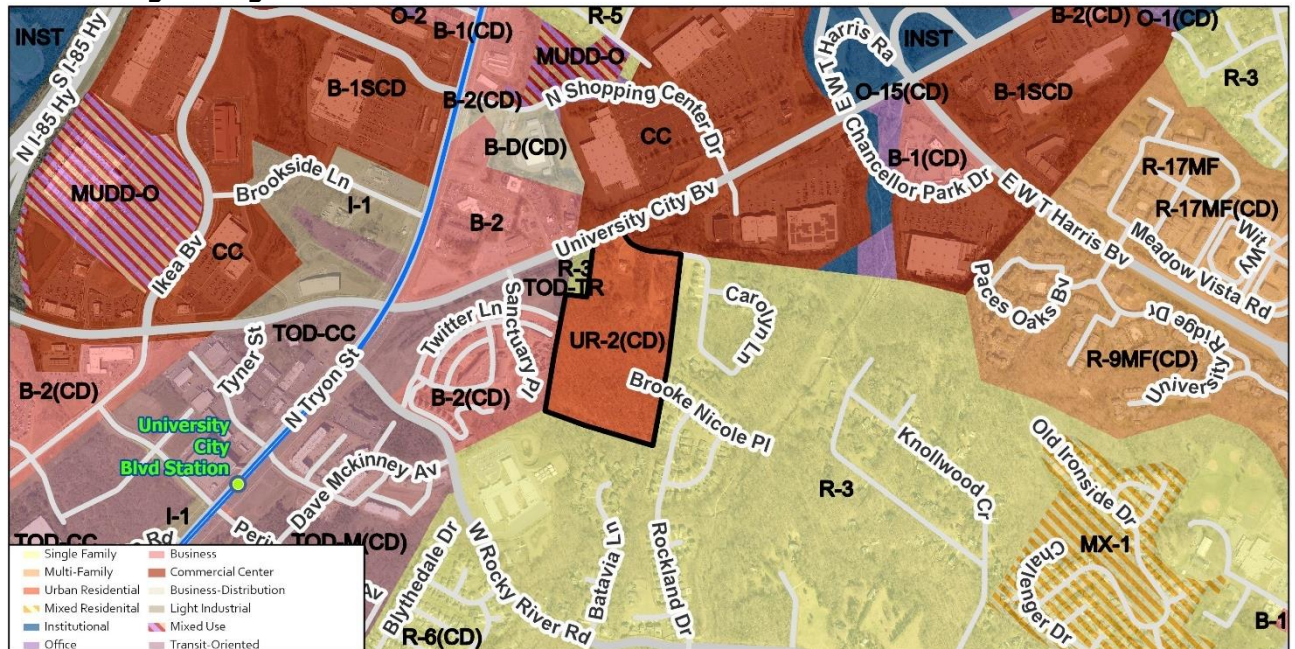 INST
O-2
B-1(CD)
R-5
MUDD-O
INST
B-2(CD)
O-1(CD)
R-3
N I-85 Hy
S I-85 Hy
B-1SCD
B-2(CD)
N Shopping Center Dr
CC
E W T Harris Ra
O-15(CD)
B-1SCD
MUDD-O
Brookside Ln
I-1
B-D(CD)
B-1(CD)
E W T Chancellor Park Dr
R-17MF
R-17MF(CD)
Wit Wy
B-2
University City Bv
E W T Harris Bv
Meadow Vista Rd
Ikea Bv
CC
R-3
TOD-TR
Sanctuary Pl
Carolyn Ln
Paces Oaks Bv
TOD-CC
Twitter Ln
UR-2(CD)
R-9MF(CD)
University Ridge Dr
Tyner St
N Tryon St
B-2(CD)
B-2(CD)
Brooke Nicole Pl
University
City
Blvd Station
Dave Mckinney Av
Knollwood Cr
Old Ironside Dr
R-3
I-1
TOD-CC
Rd
TOD-M(CD)
Av
Blythedale Dr
W Rocky River Rd
Batavia Ln
Rockland Dr
MX-1
Challenger Dr
R-6(CD)
B-1
Single Family
Multi-Family
Urban Residential
Mixed Residenital
Institutional
Office
Business
Commercial Center
Business-Distribution
Light Industrial
Mixed Use
Transit-Oriented